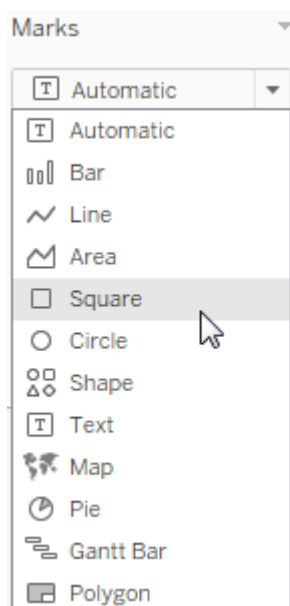 Marks
Automatic
Automatic
Bar
Line
Area
Square
Circle
Shape
Text
Map
Pie
Gantt Bar
Polygon